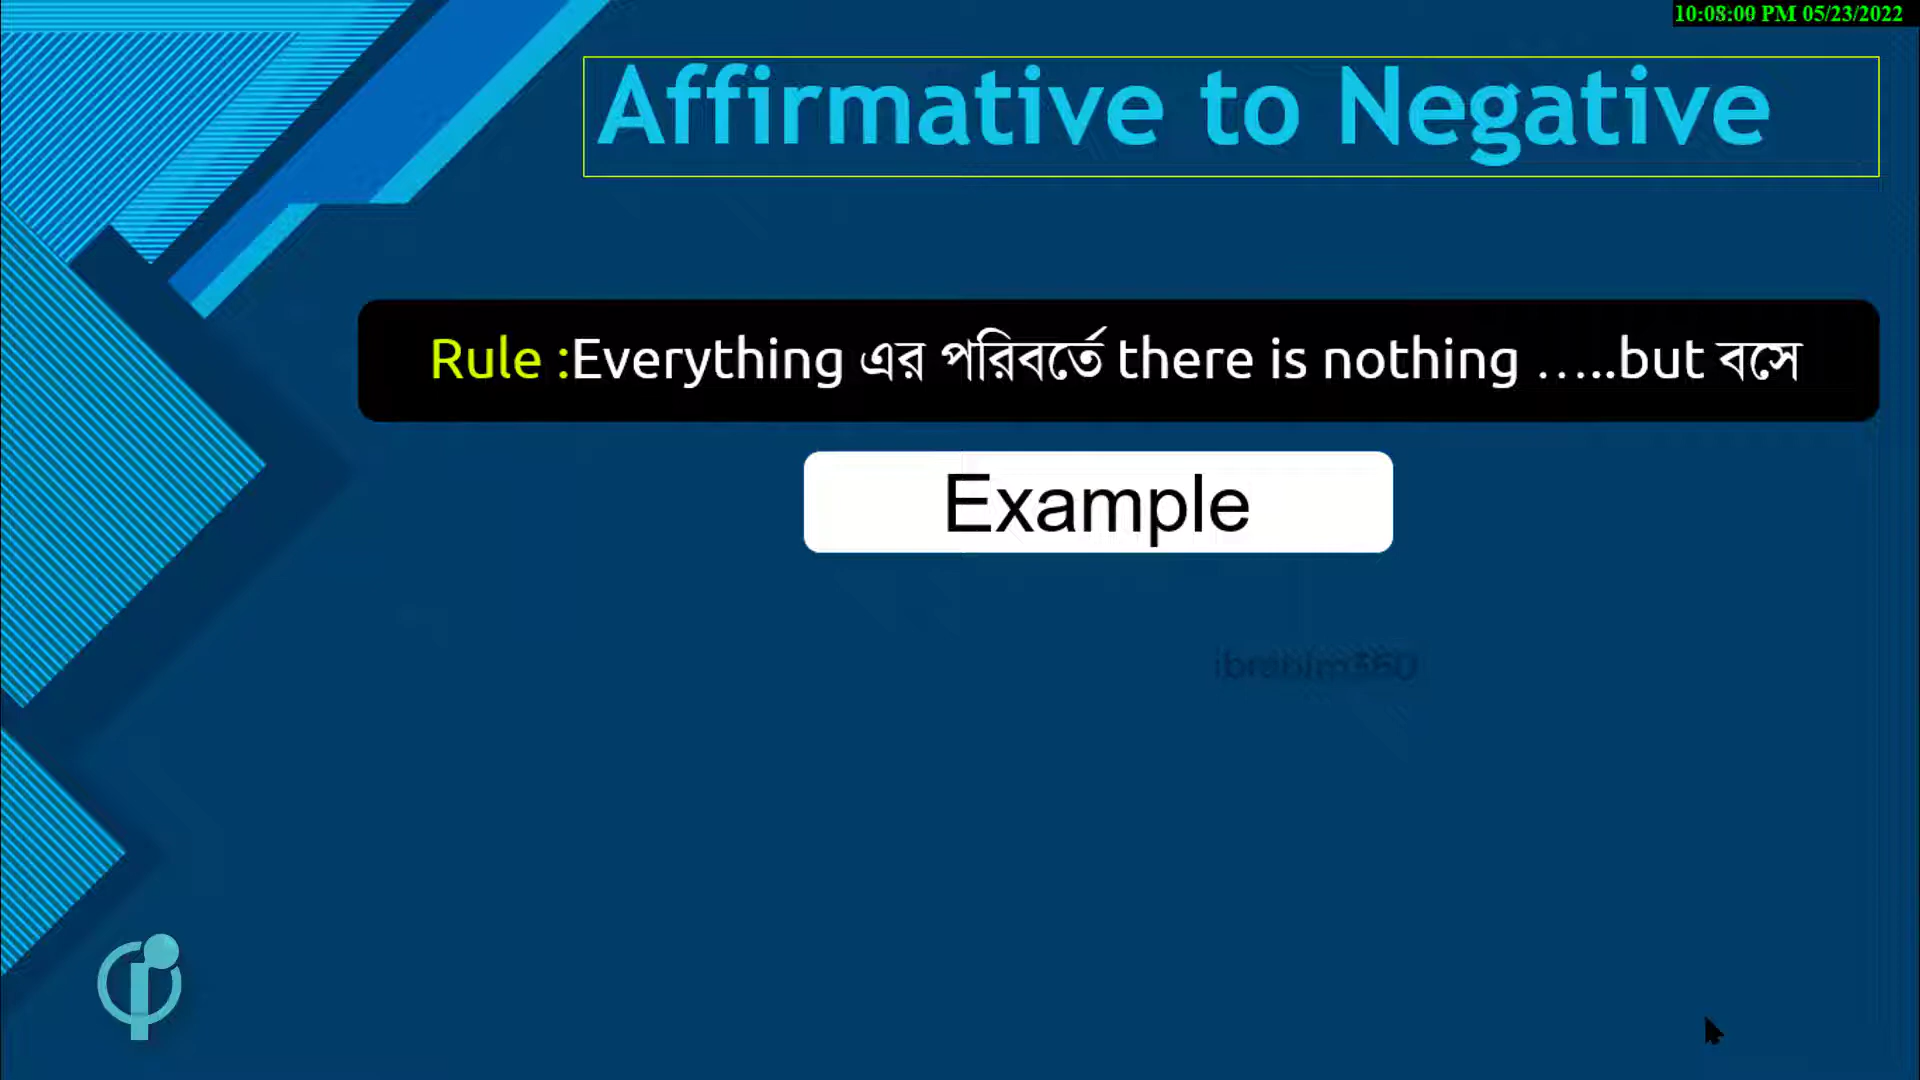 10:08:00 PM 05/23/2022
Affirmative to Negative
Rule :Everything এর পরিবর্তে there is nothing …..but বসে
Example
ibrahim360